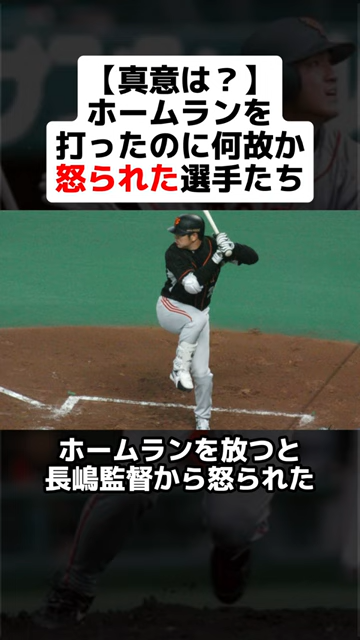 【真意は？】
ホームランを
打ったのに何故か
怒られた選手たち
ホームランを放つと
長嶋監督から怒られた